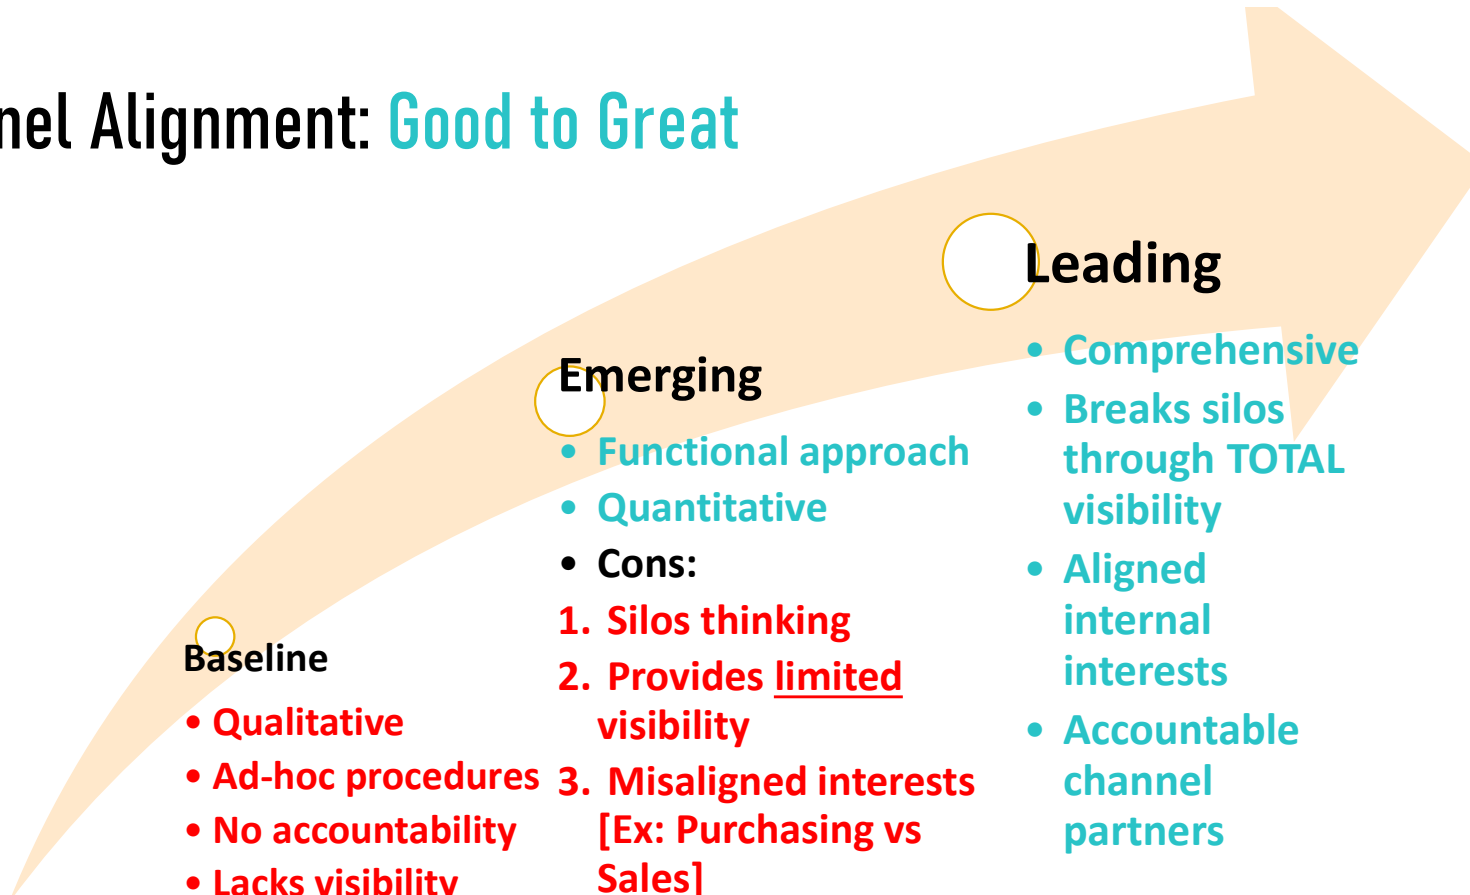 nel Alignment: Good to Great
Leading
• Comprehensive
• Breaks silos
through TOTAL
visibility
• Aligned
internal
interests
• Accountable
channel
partners
Emerging
• Functional approach
• Quantitative
• Cons:
1. Silos thinking
2. Provides limited
visibility
3. Misaligned interests
[Ex: Purchasing vs
Sales]
Baseline
• Qualitative
• Ad-hoc procedures
• No accountability
• Lacks visibility